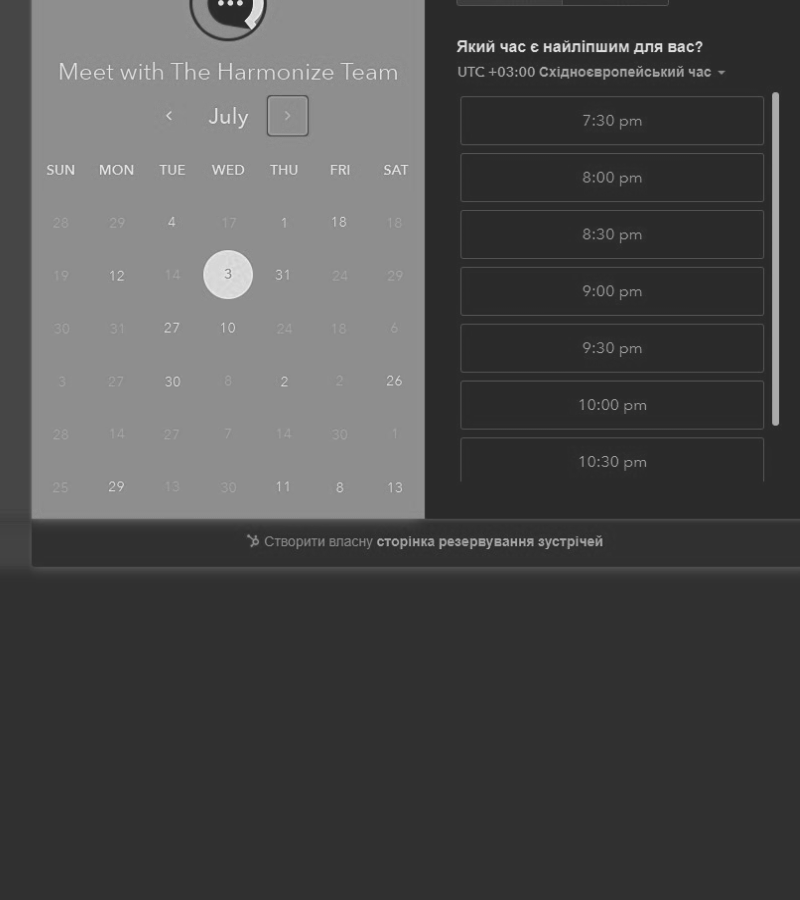 Meet with The Harmonize Team
July
SUN MON TUE WED THU FRI SAT
28 29 4 17 1 18 18
19 12 14 3 31 24 29
30 31 27 10 24 18 6
3 27 30 8 2 2 26
28 14 27 7 14 30 1
25 29 13 30 11 8 13
Який час є найліпшим для вас?
UTC +03:00 Східноєвропейський час
7:30 pm
8:00 pm
8:30 pm
9:00 pm
9:30 pm
10:00 pm
10:30 pm
Створити власну сторінка резервування зустрічей